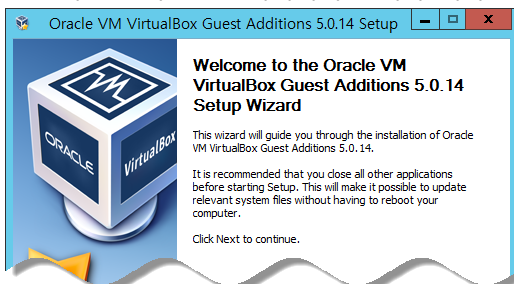 Oracle VM VirtualBox Guest Additions 5.0.14 Setup
Welcome to the Oracle VM
VirtualBox Guest Additions 5.0.14
Setup Wizard
This wizard will guide you through the installation of Oracle
VM VirtualBox Guest Additions 5.0.14.
It is recommended that you close all other applications
before starting Setup. This will make it possible to update
relevant system files without having to reboot your
computer.
Click Next to continue.
ORACLE
VirtualBox